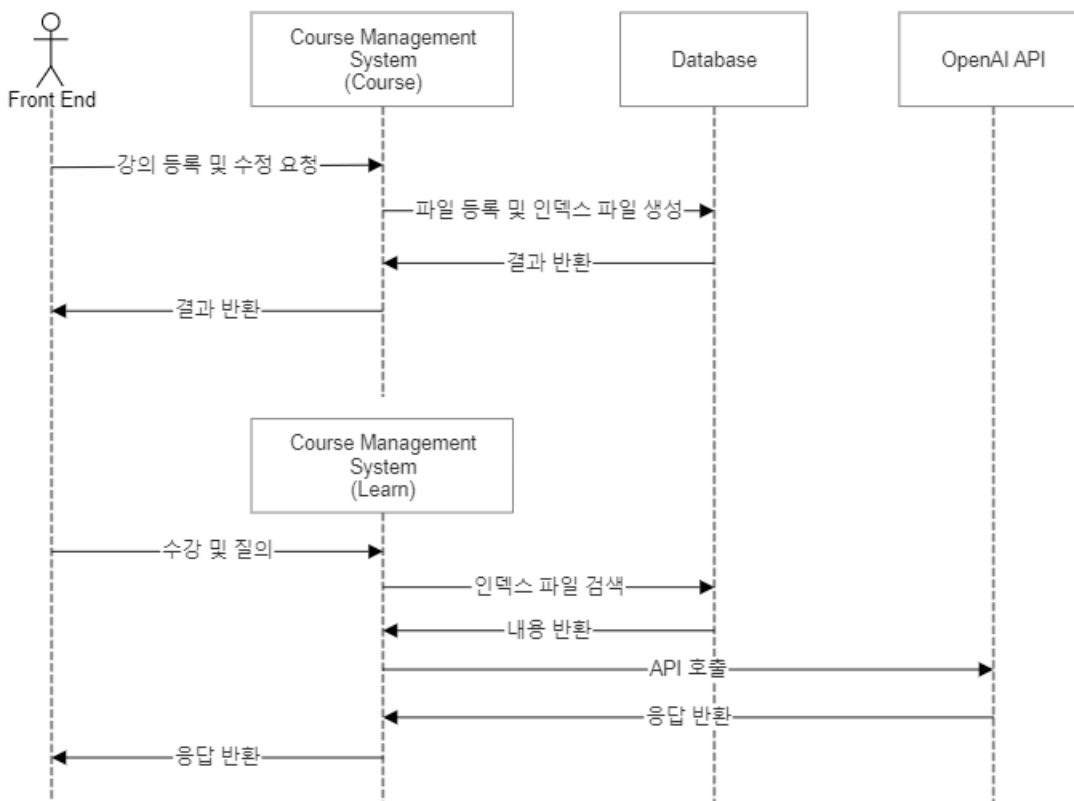 Front End
Course Management
System
(Course)
Database
OpenAI API
강의 등록 및 수정 요청
파일 등록 및 인덱스 파일 생성
결과 반환
결과 반환
Course Management
System
(Learn)
수강 및 질의
인덱스 파일 검색
내용 반환
API 호출
응답 반환
응답 반환